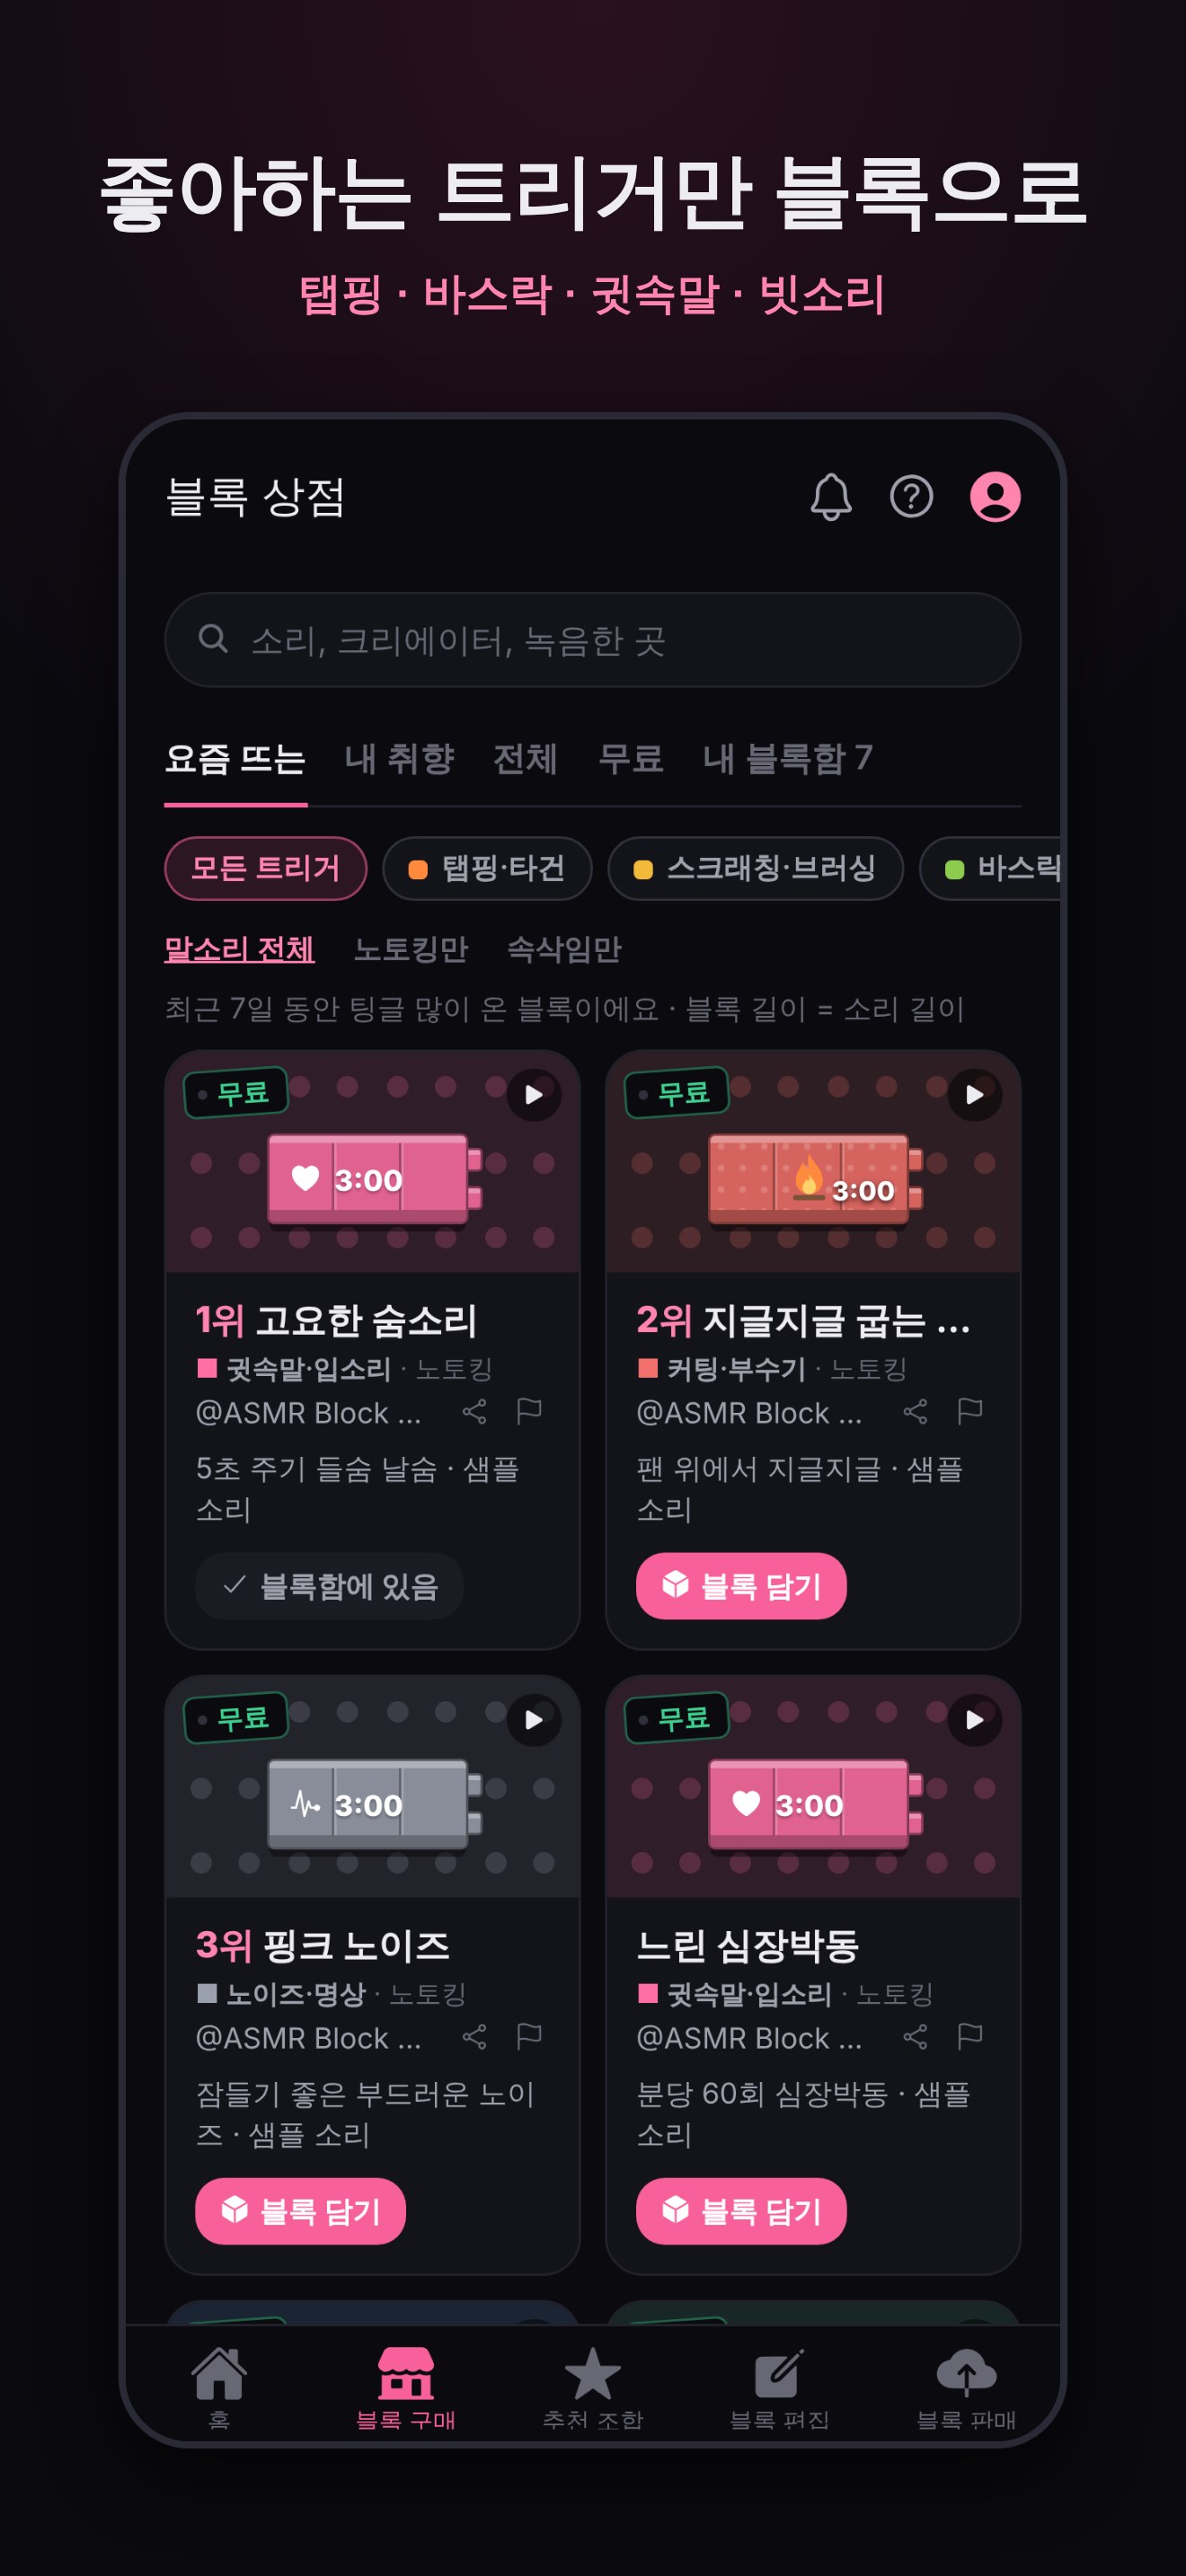 좋아하는 트리거만 블록으로
탭핑 · 바스락 · 귓속말 · 빗소리
블록 상점
소리, 크리에이터, 녹음한 곳
요즘 뜨는 내 취향 전체 무료 내 블록함 7
모든 트리거 탭핑·타건 스크래칭·브러싱 바스락
말소리 전체 노토킹만 속삭임만
최근 7일 동안 팅글 많이 온 블록이에요 · 블록 길이 = 소리 길이
무료
3:00
1위 고요한 숨소리
귓속말·입소리 · 노토킹
@ASMR Block ...
5초 주기 들숨 날숨 · 샘플
소리
블록함에 있음
무료
3:00
2위 지글지글 굽는 ...
커팅·부수기 · 노토킹
@ASMR Block ...
팬 위에서 지글지글 · 샘플
소리
블록 담기
무료
3:00
3위 핑크 노이즈
노이즈·명상 · 노토킹
@ASMR Block ...
잠들기 좋은 부드러운 노이
즈 · 샘플 소리
블록 담기
무료
3:00
느린 심장박동
귓속말·입소리 · 노토킹
@ASMR Block ...
분당 60회 심장박동 · 샘플
소리
블록 담기
홈 블록 구매 추천 조합 블록 편집 블록 판매